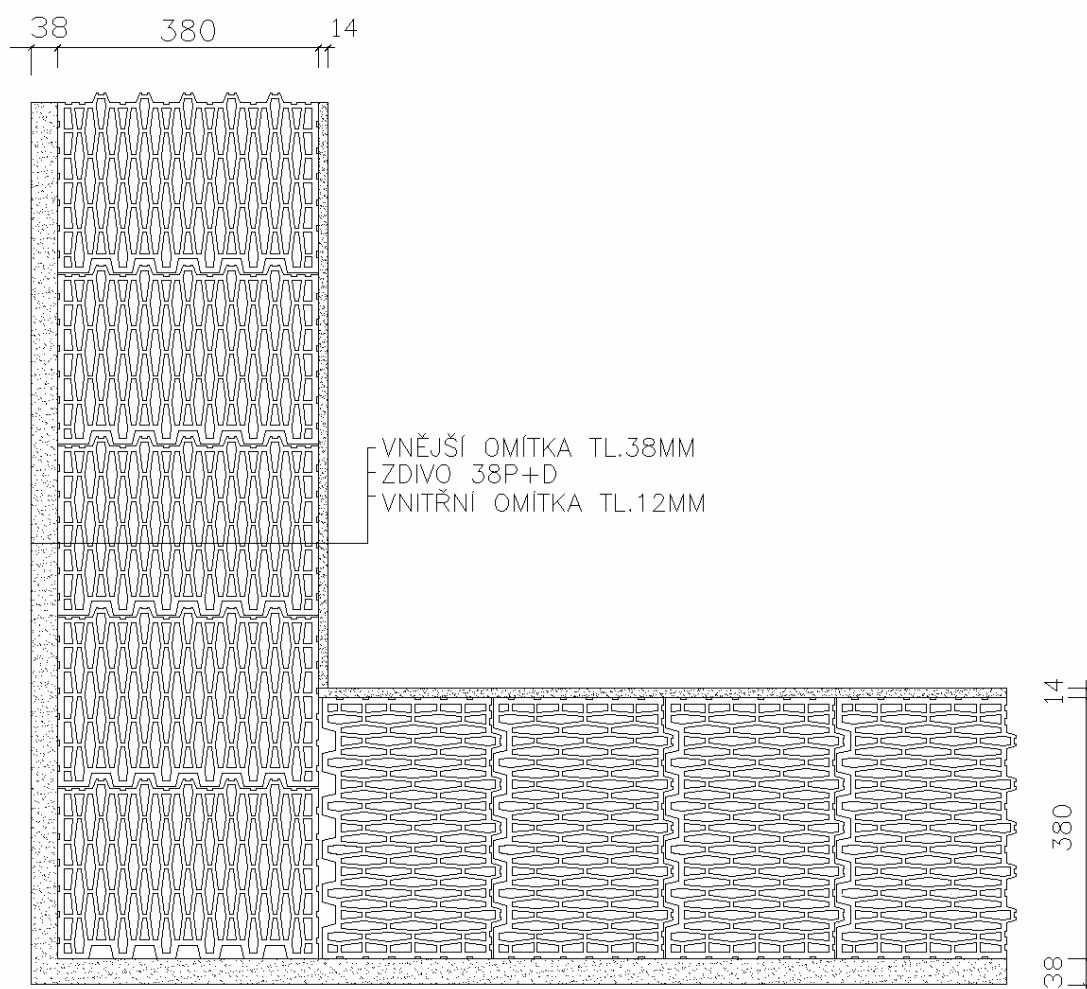 38 380 14
VNĚJŠÍ OMÍTKA TL.38MM
ZDIVO 38P+D
VNITŘNÍ OMÍTKA TL.12MM
14
380
38